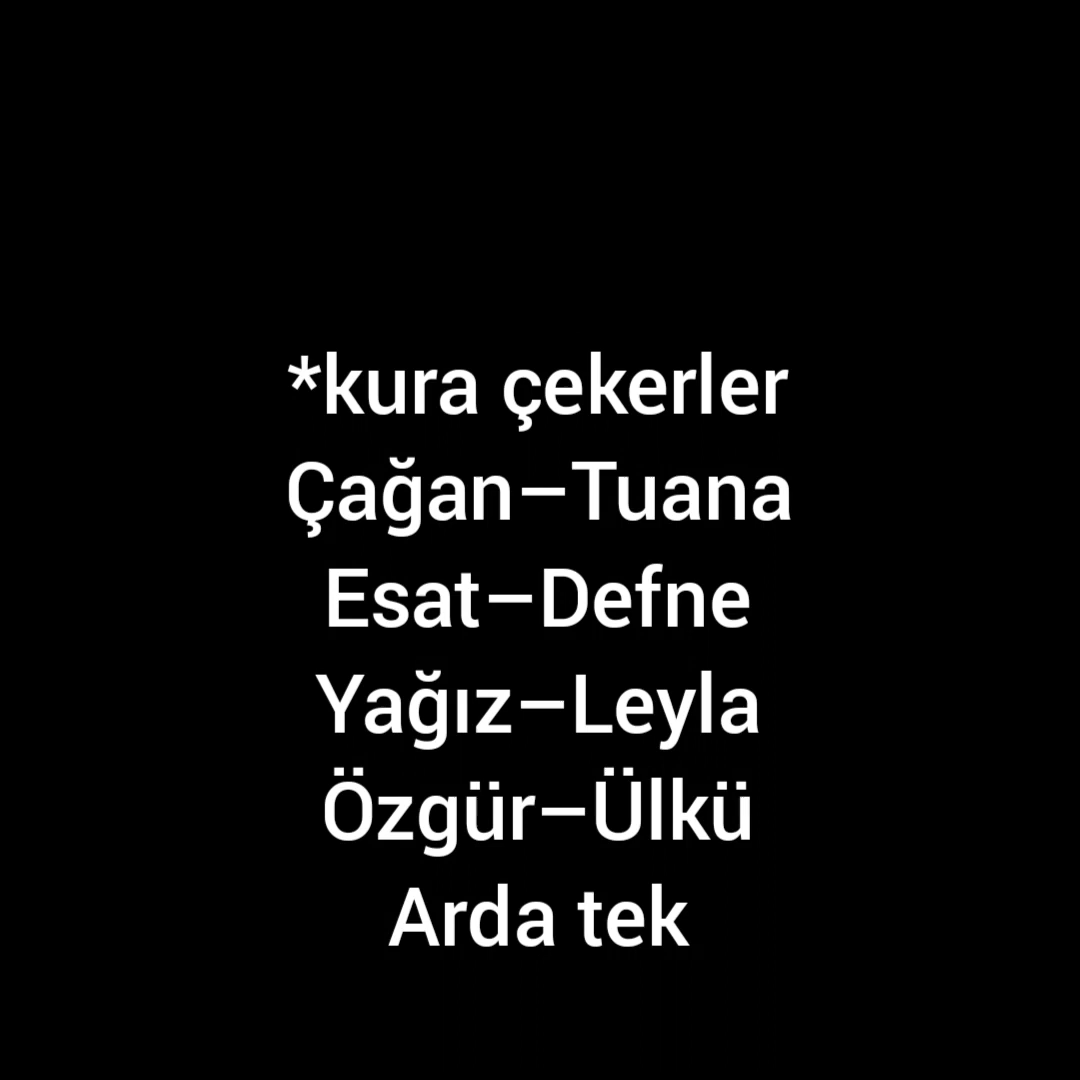 *kura çekerler
Çağan–Tuana
Esat–Defne
Yağız–Leyla
Özgür–Ülkü
Arda tek